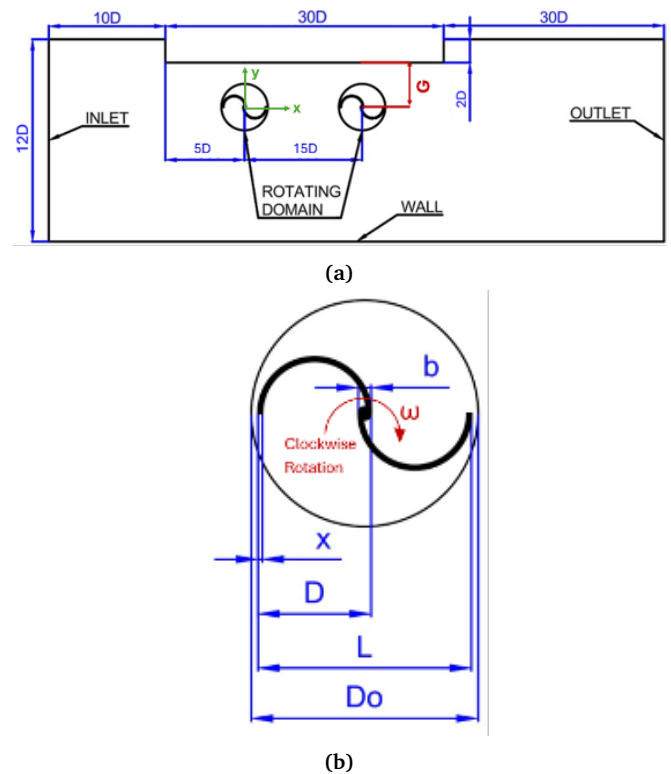 10D
30D
30D
y
x
G
2D
12D
INLET
OUTLET
5D
15D
ROTATING
DOMAIN
WALL
(a)
b
ω
Clockwise
Rotation
x
D
L
Do
(b)